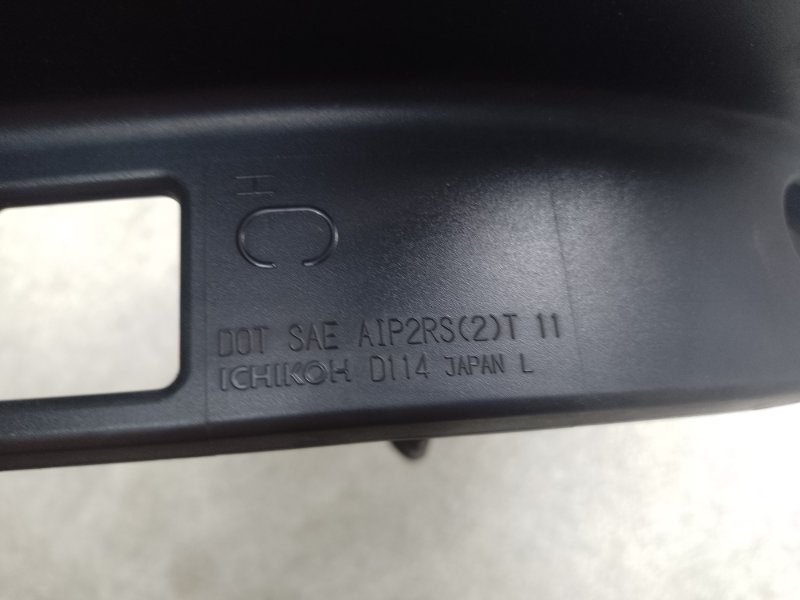 H
C
DOT SAE AIP2RS(2)T 11
ICHIKOH D114 JAPAN L